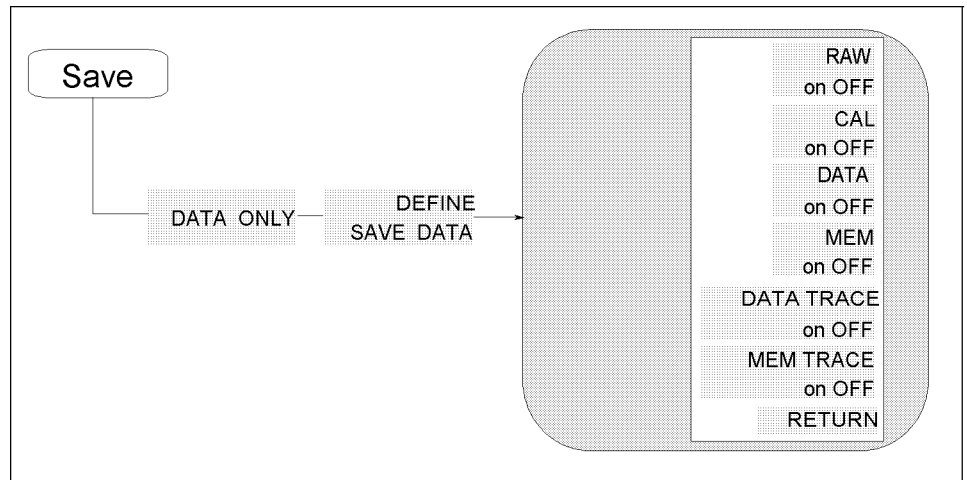 Save
DATA ONLY
DEFINE
SAVE DATA
RAW
on OFF
CAL
on OFF
DATA
on OFF
MEM
on OFF
DATA TRACE
on OFF
MEM TRACE
on OFF
RETURN